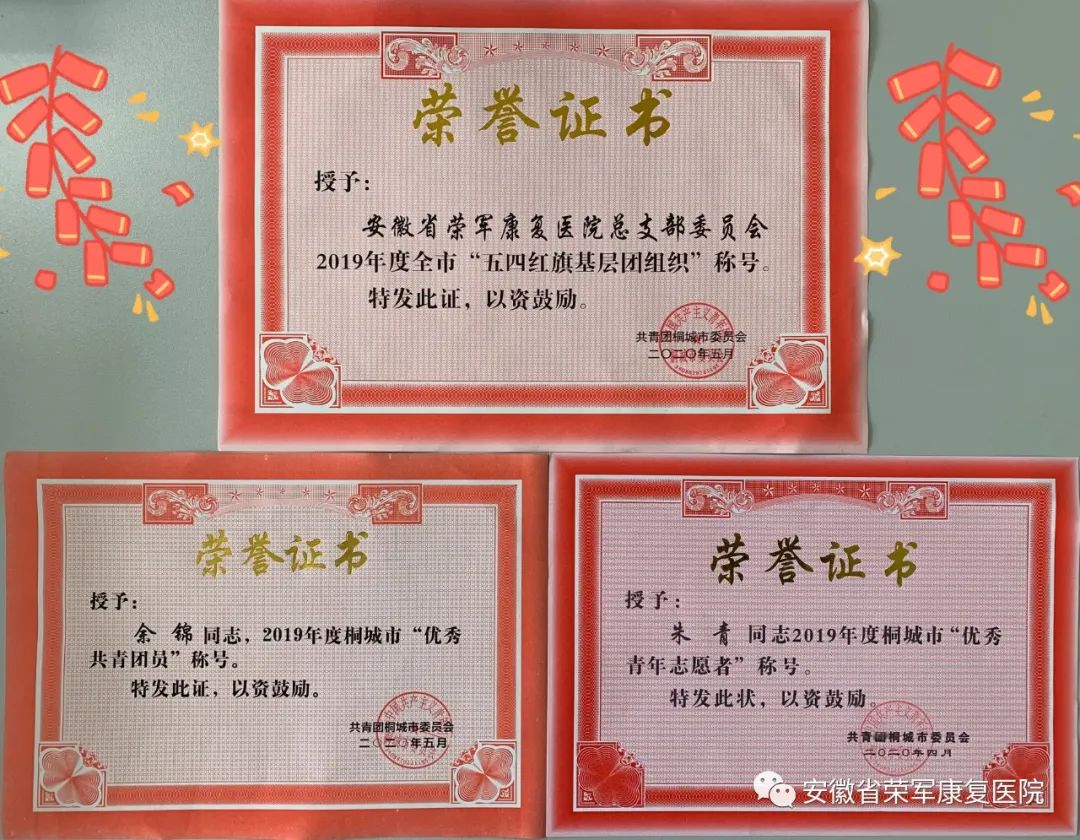 荣誉证书
授予：
安徽省荣军康复医院总支部委员会
2019年度全市“五四红旗基层团组织”称号。
特发此证，以资鼓励。
共青团桐城市委员会
二〇二〇年五月
荣誉证书
授予：
余 锦 同志，2019年度桐城市“优秀
共青团员”称号。
特发此证，以资鼓励。
共青团桐城市委员会
二〇二〇年五月
荣誉证书
授予：
朱 青 同志2019年度桐城市“优秀
青年志愿者”称号。
特发此状，以资鼓励。
共青团桐城市委员会
二〇二〇年四月
安徽省荣军康复医院